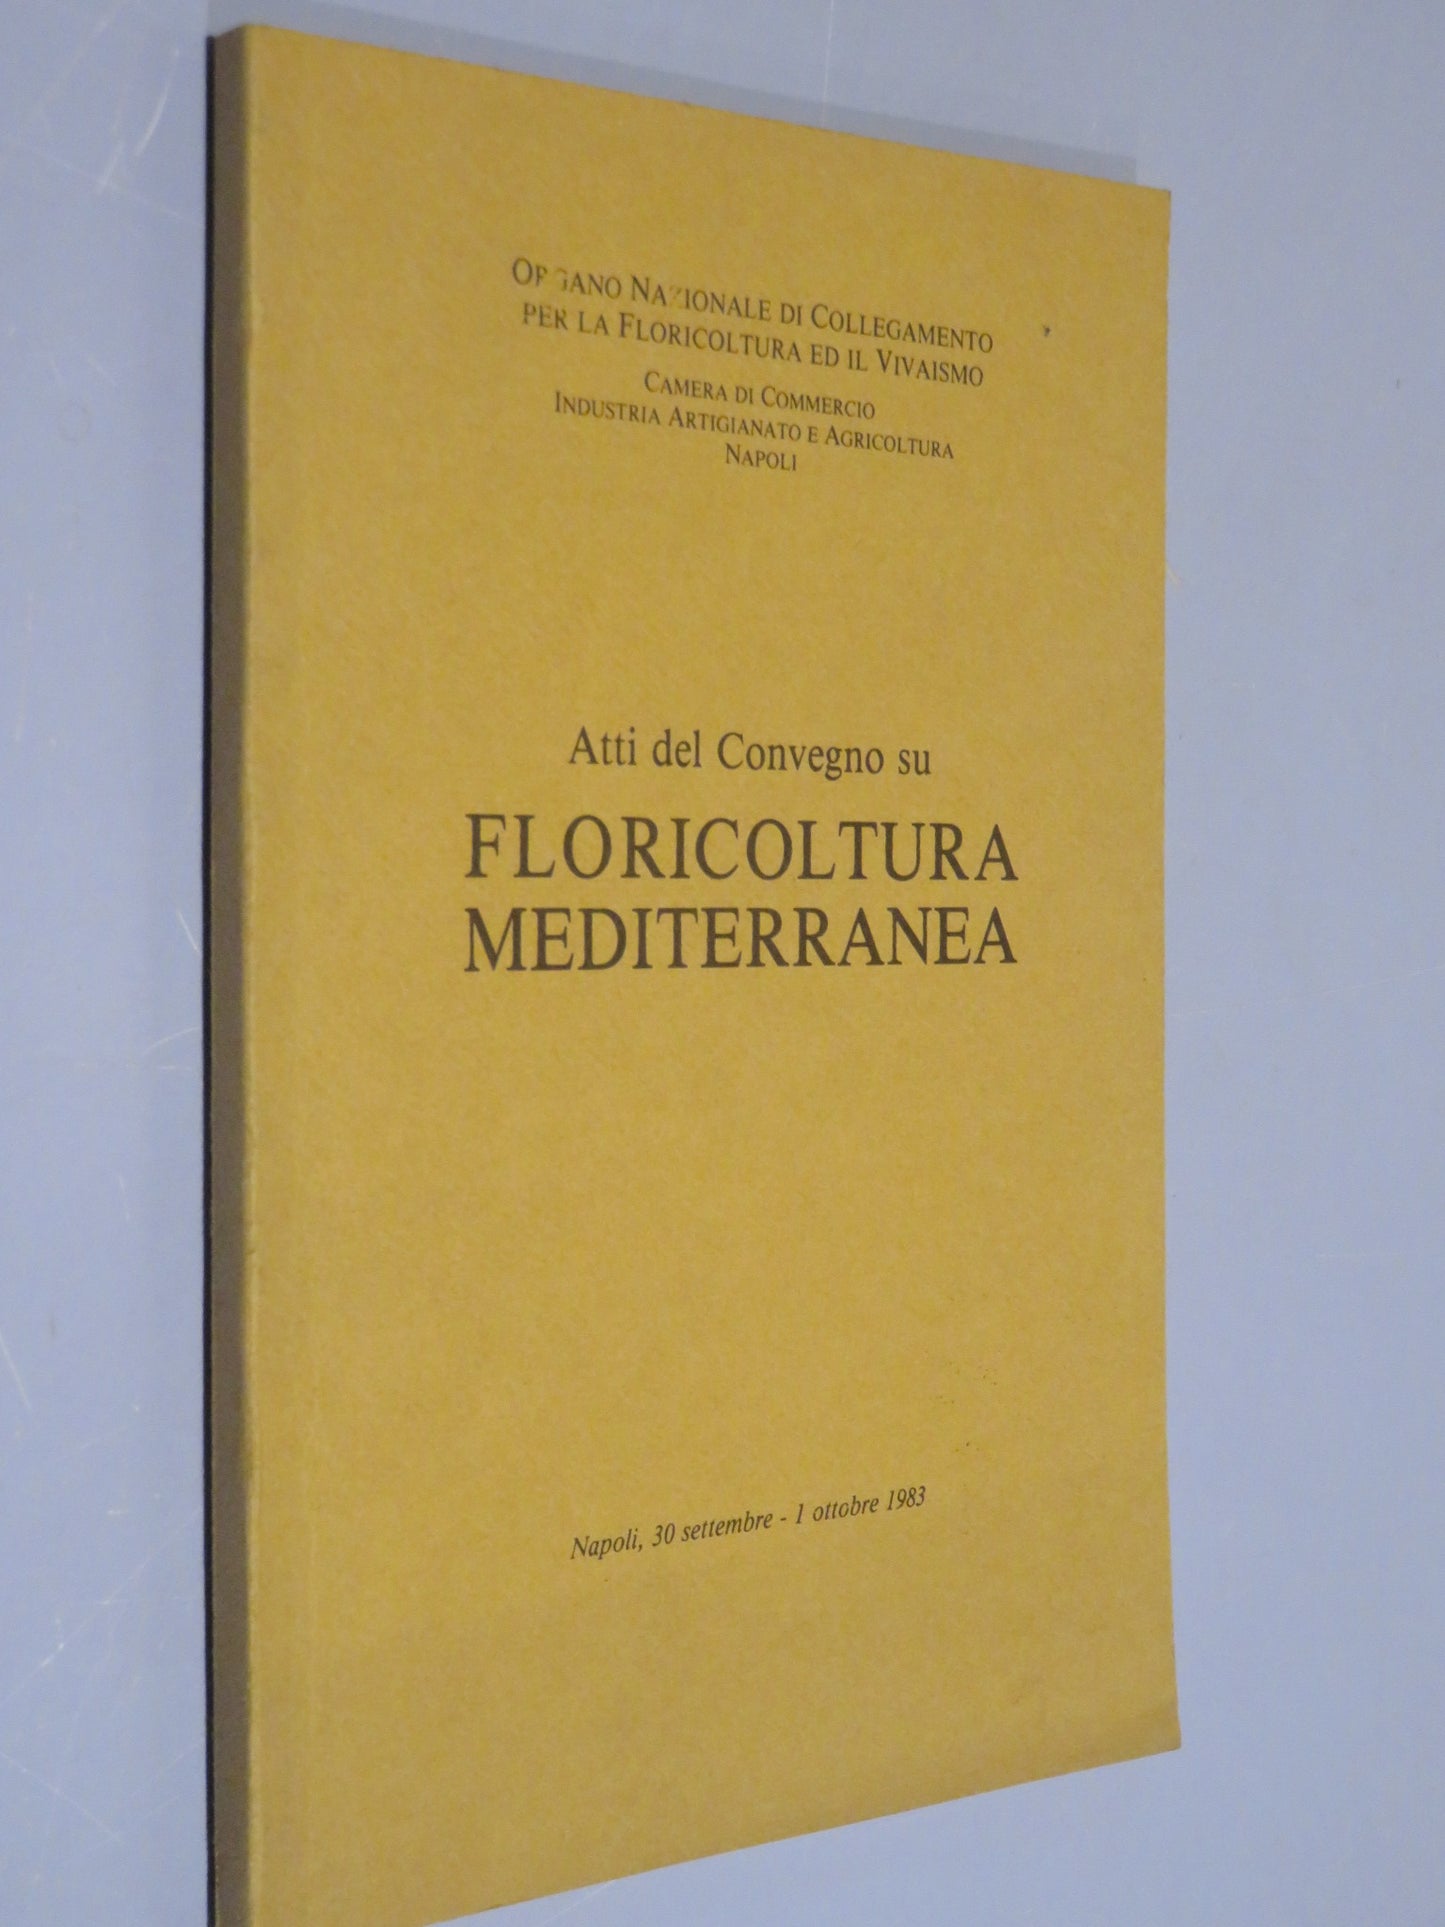 ORGANO NAZIONALE DI COLLEGAMENTO
PER LA FLORICOLTURA ED IL VIVAISMO
CAMERA DI COMMERCIO
INDUSTRIA ARTIGIANATO E AGRICOLTURA
NAPOLI
Atti del Convegno su
FLORICOLTURA
MEDITERRANEA
Napoli, 30 settembre - 1 ottobre 1983